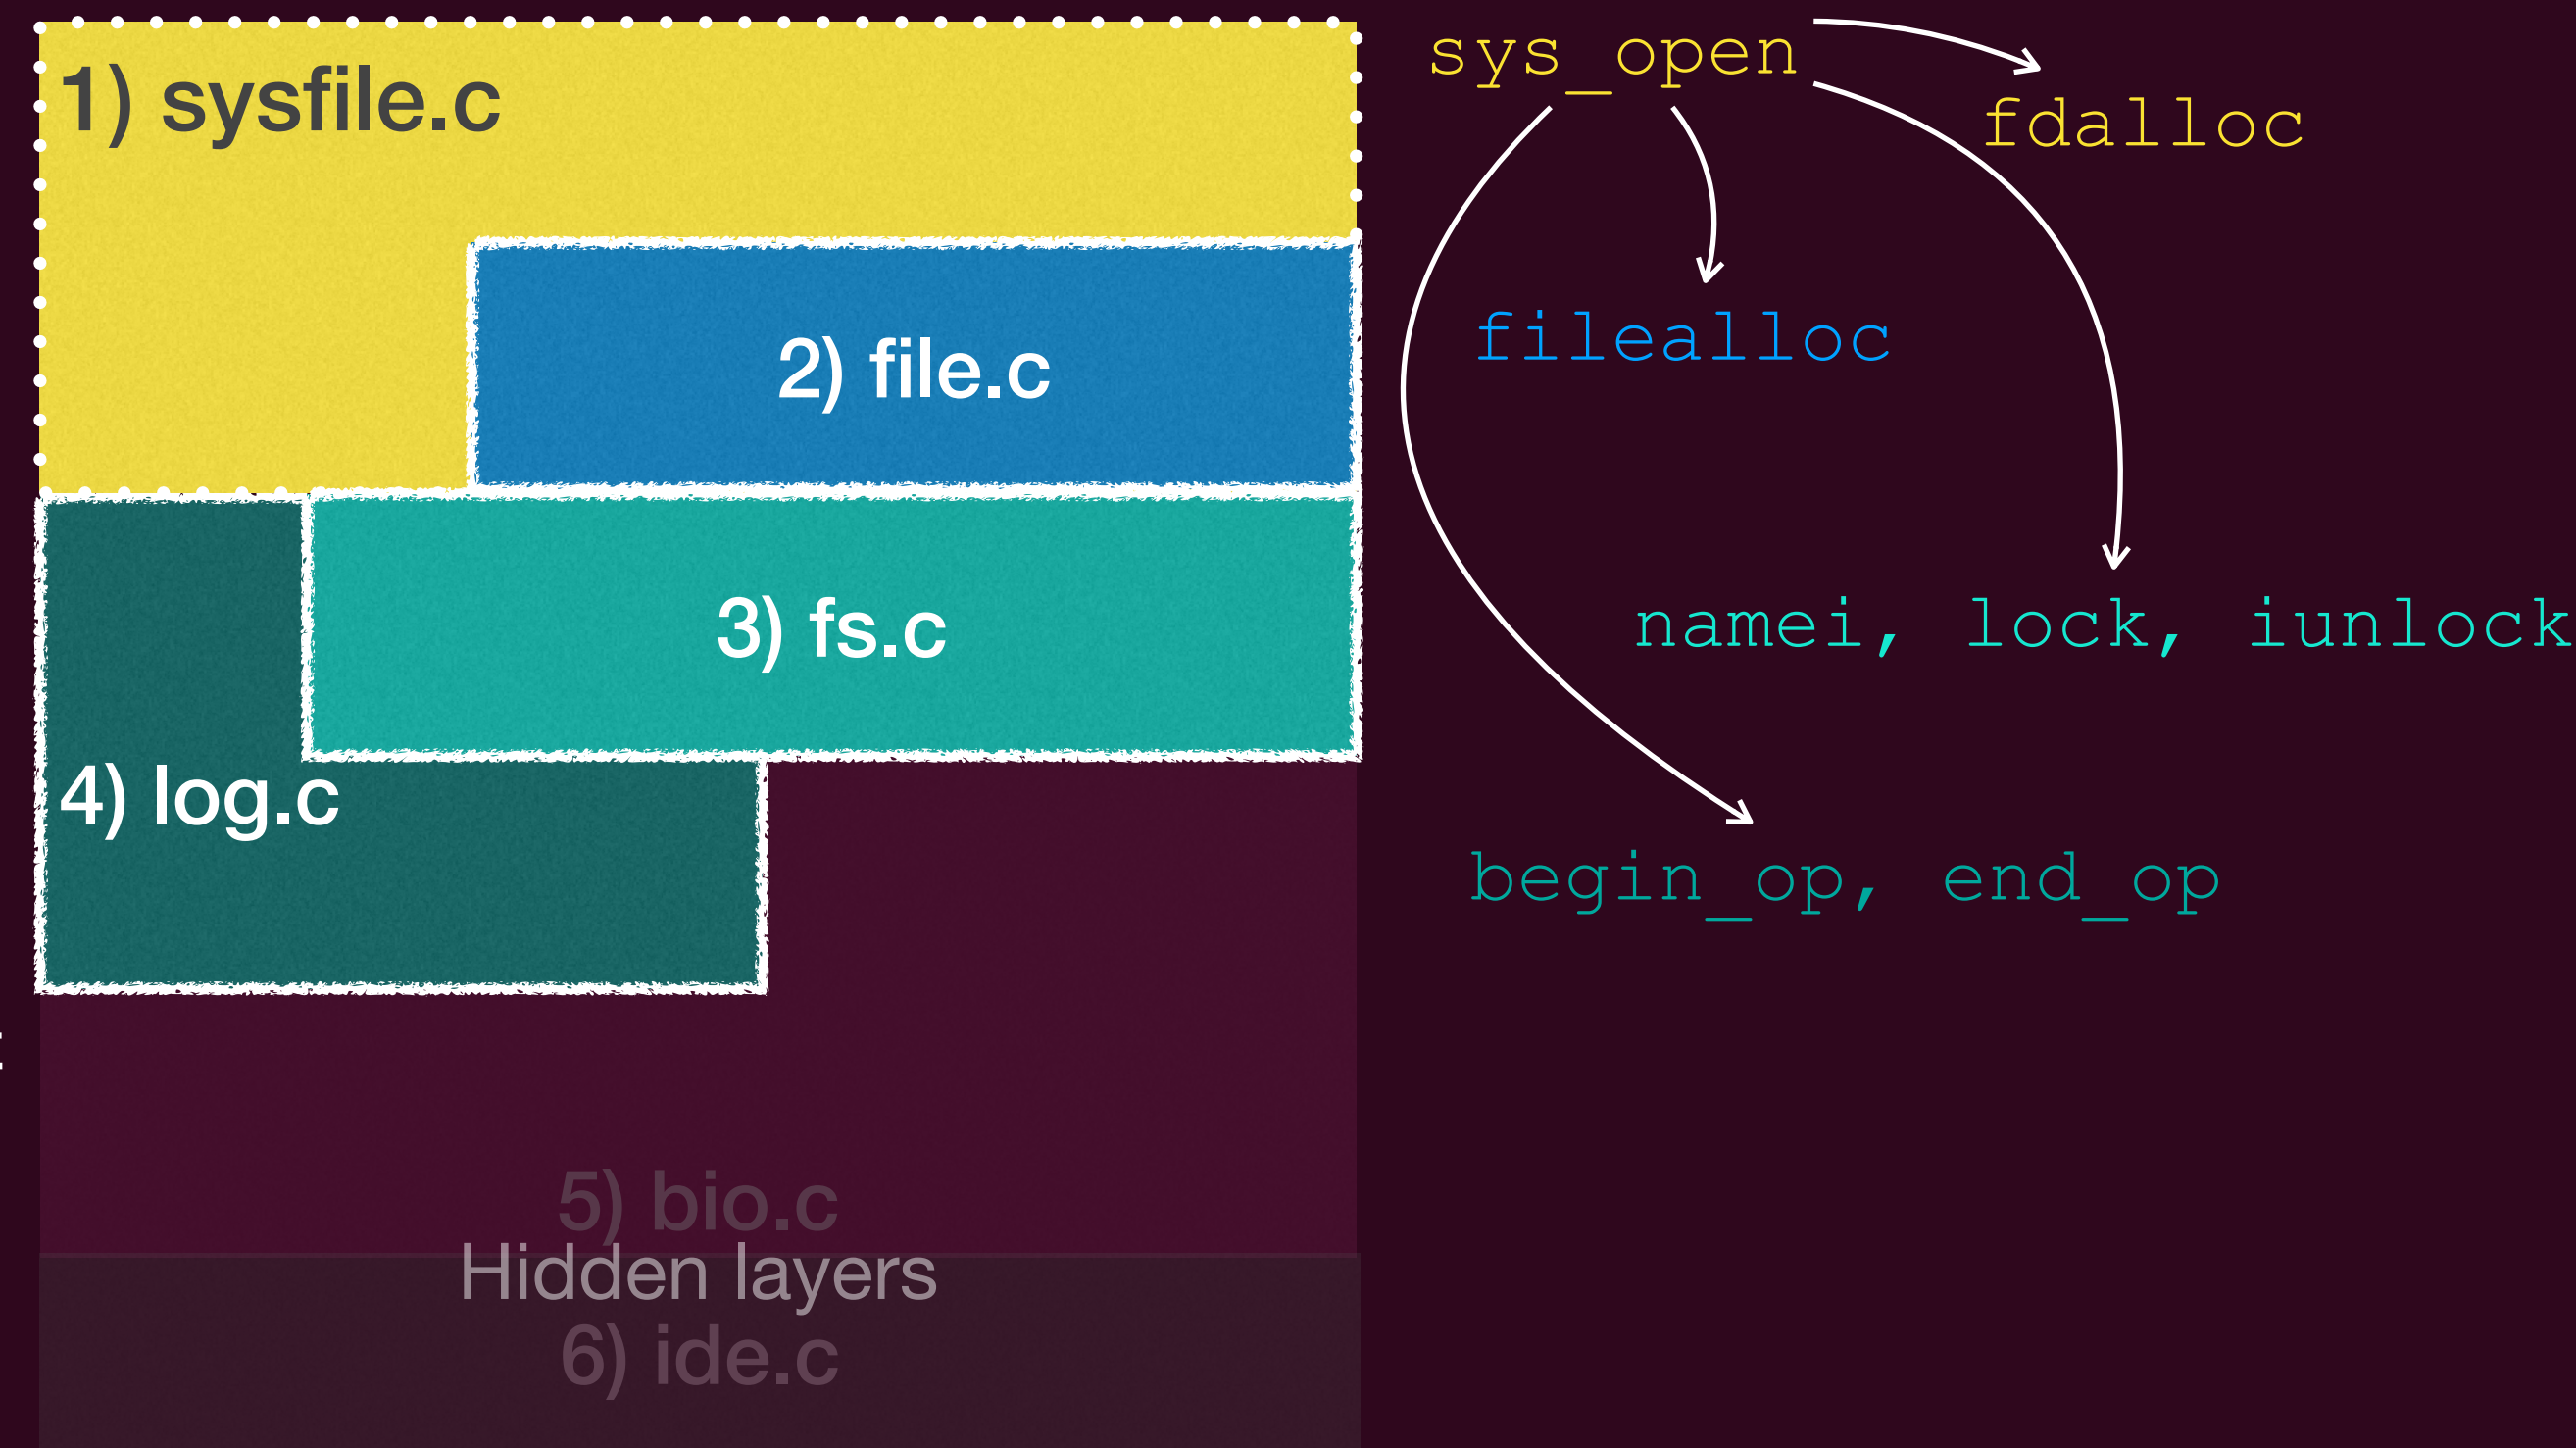 1) sysfile.c
2) file.c
3) fs.c
4) log.c
5) bio.c
Hidden layers
6) ide.c
sys_open
fdalloc
filealloc
namei, lock, iunlock
begin_op, end_op